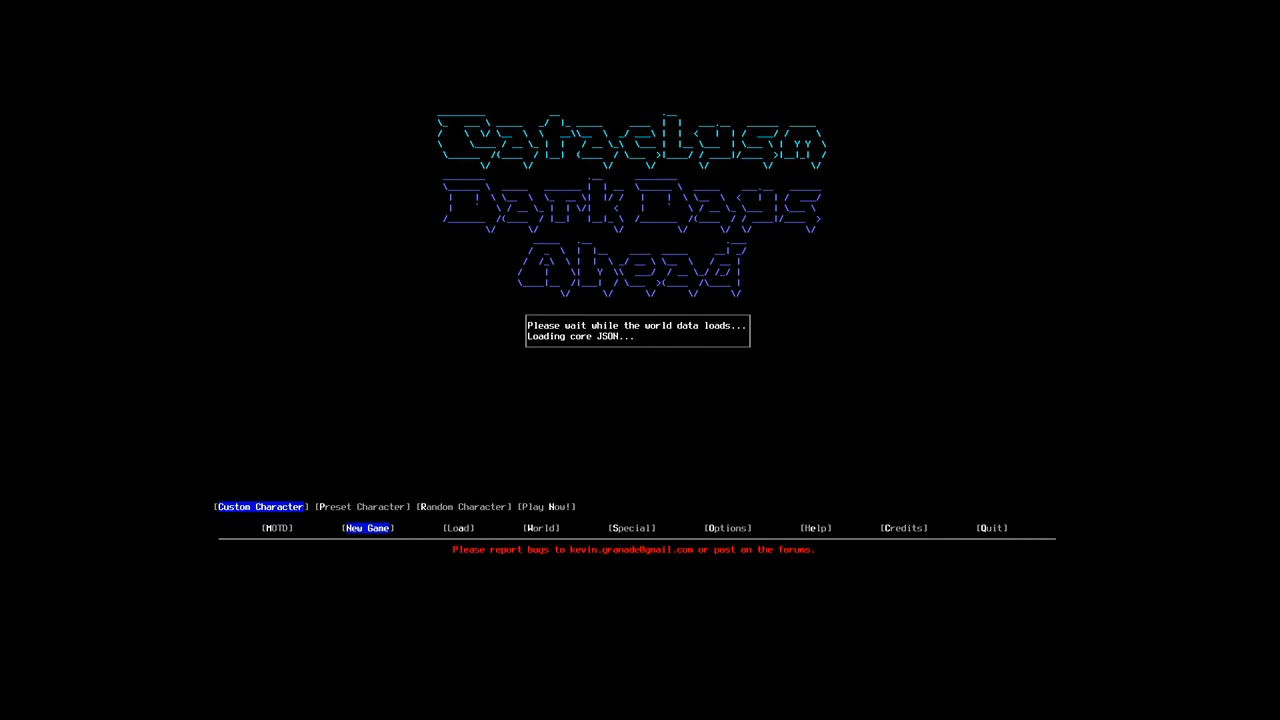 Cataclysm
Dark Days
Ahead
Please wait while the world data loads...
Loading core JSON...
[Custom Character] [Preset Character] [Random Character] [Play Now!]
[MOTD] [New Game] [Load] [World] [Special] [Options] [Help] [Credits] [Quit]
Please report bugs to kevin.granade@gmail.com or post on the forums.